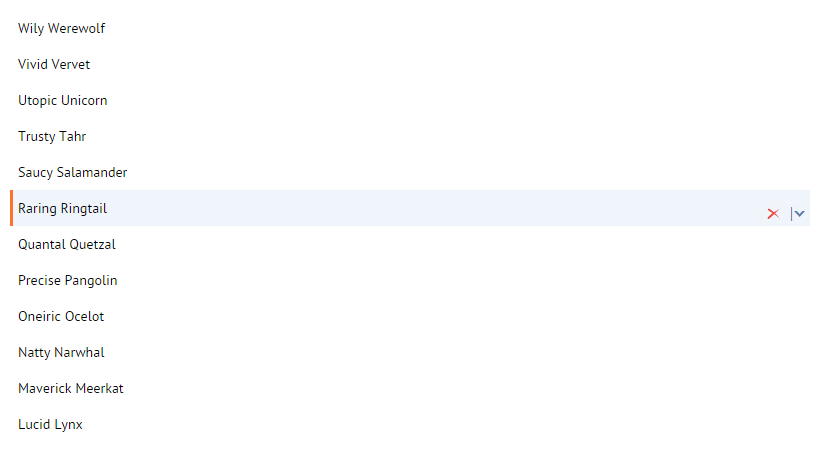 Wily Werewolf
Vivid Vervet
Utopic Unicorn
Trusty Tahr
Saucy Salamander
Raring Ringtail
Quantal Quetzal
Precise Pangolin
Oneiric Ocelot
Natty Narwhal
Maverick Meerkat
Lucid Lynx